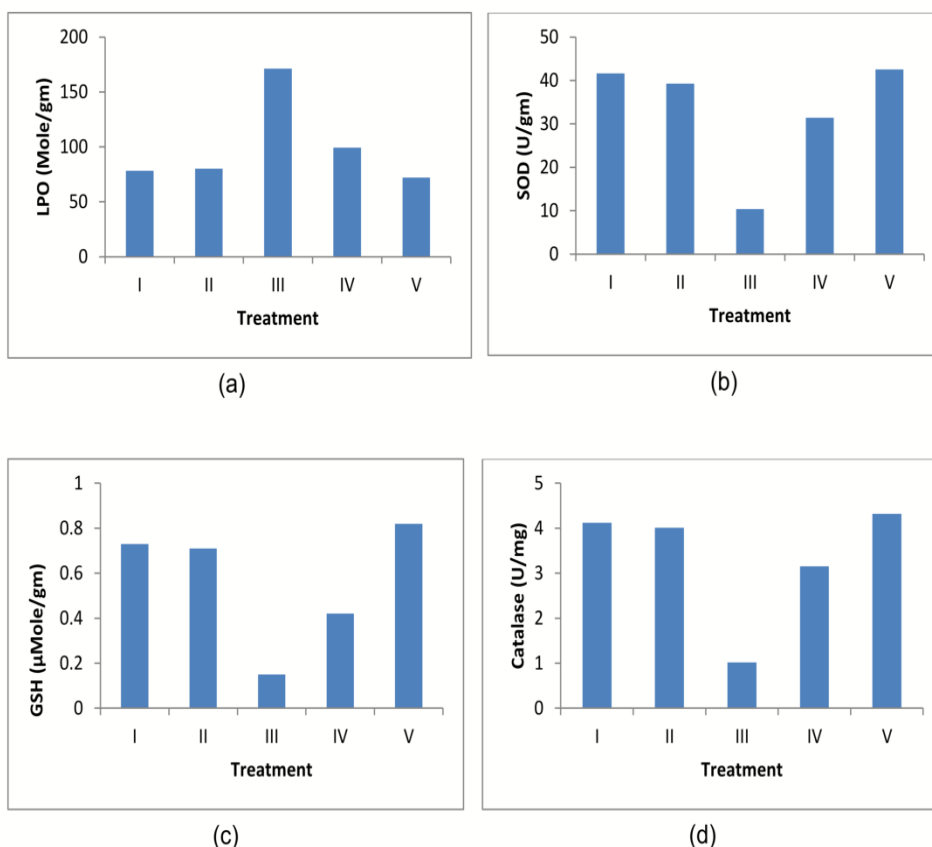 200
150
100
50
0
LPO (Mole/gm)
I II III IV V
Treatment
(a)
50
40
30
20
10
0
SOD (U/gm)
I II III IV V
Treatment
(b)
1
0.8
0.6
0.4
0.2
0
GSH (µMole/gm)
I II III IV V
Treatment
(c)
5
4
3
2
1
0
Catalase (U/mg)
I II III IV V
Treatment
(d)